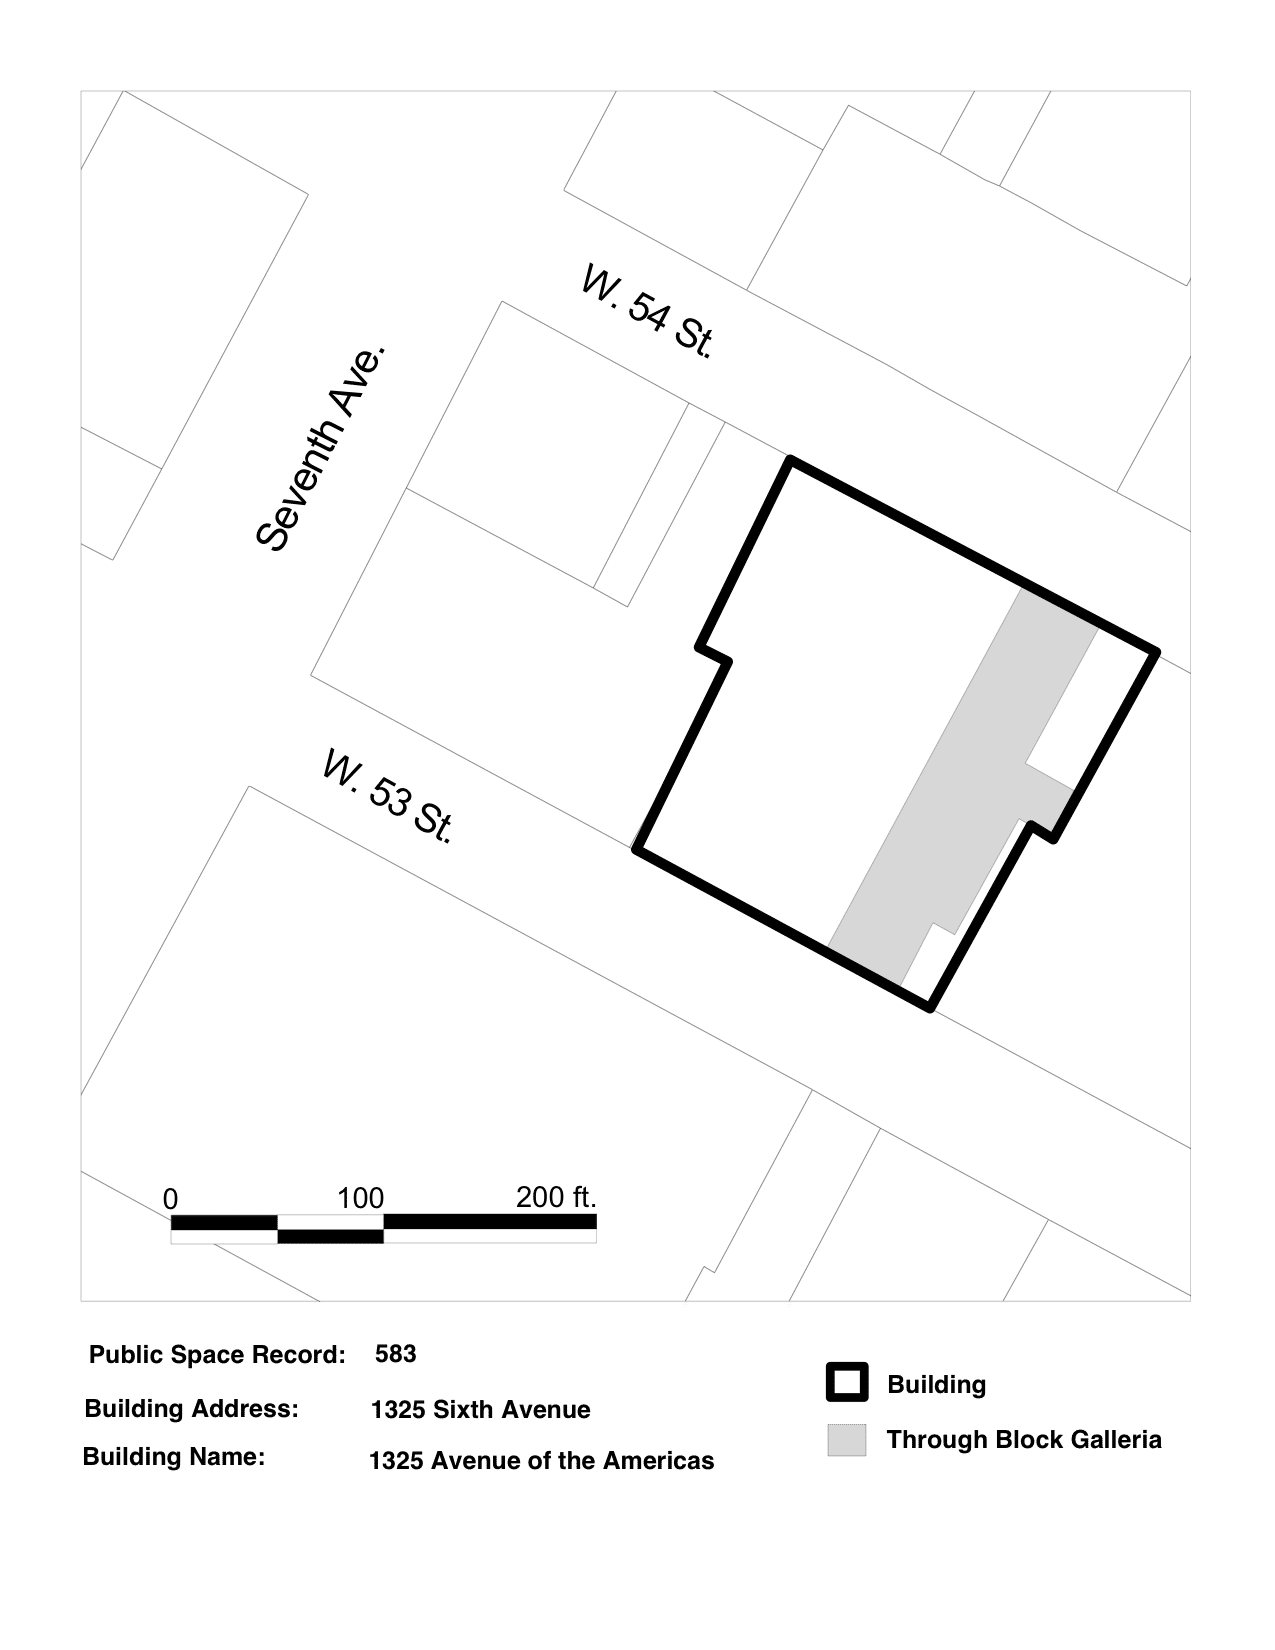 W. 54 St.
Seventh Ave.
W. 53 St.
0 100 200 ft.
Public Space Record: 583
Building Address: 1325 Sixth Avenue
Building Name: 1325 Avenue of the Americas
Building
Through Block Galleria